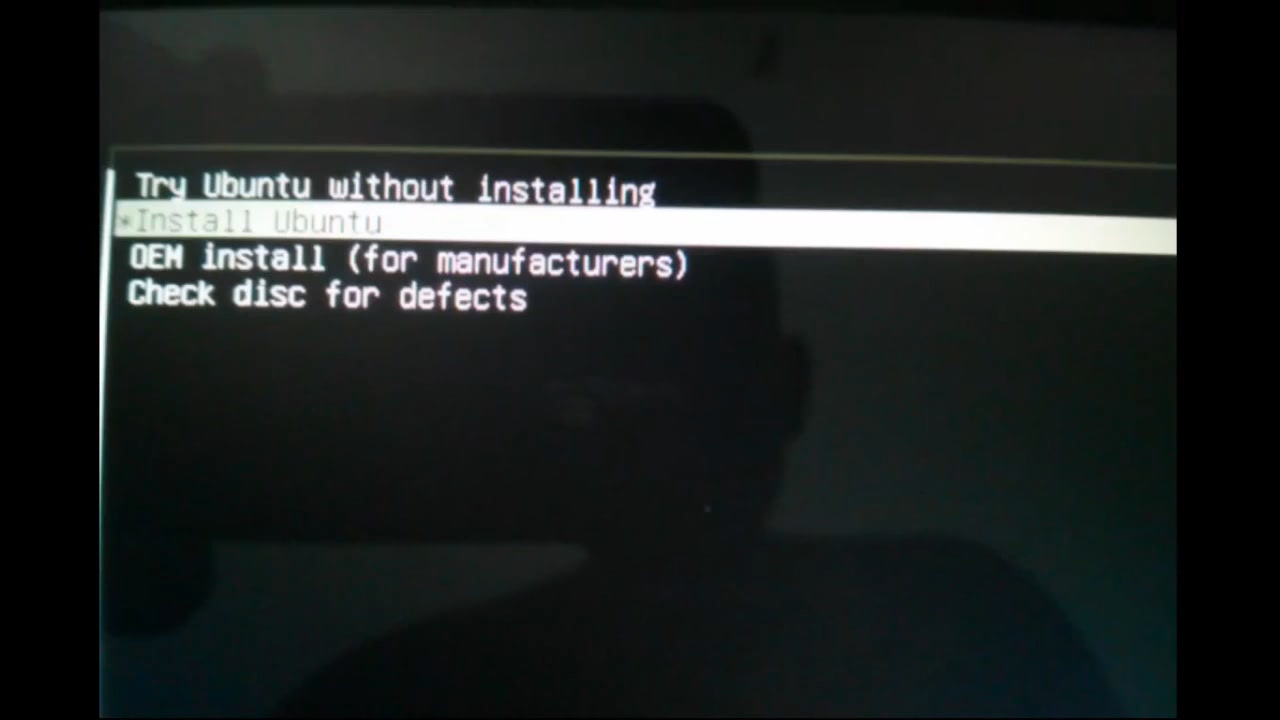 Try Ubuntu without installing
*Install Ubuntu
OEM install (for manufacturers)
Check disc for defects